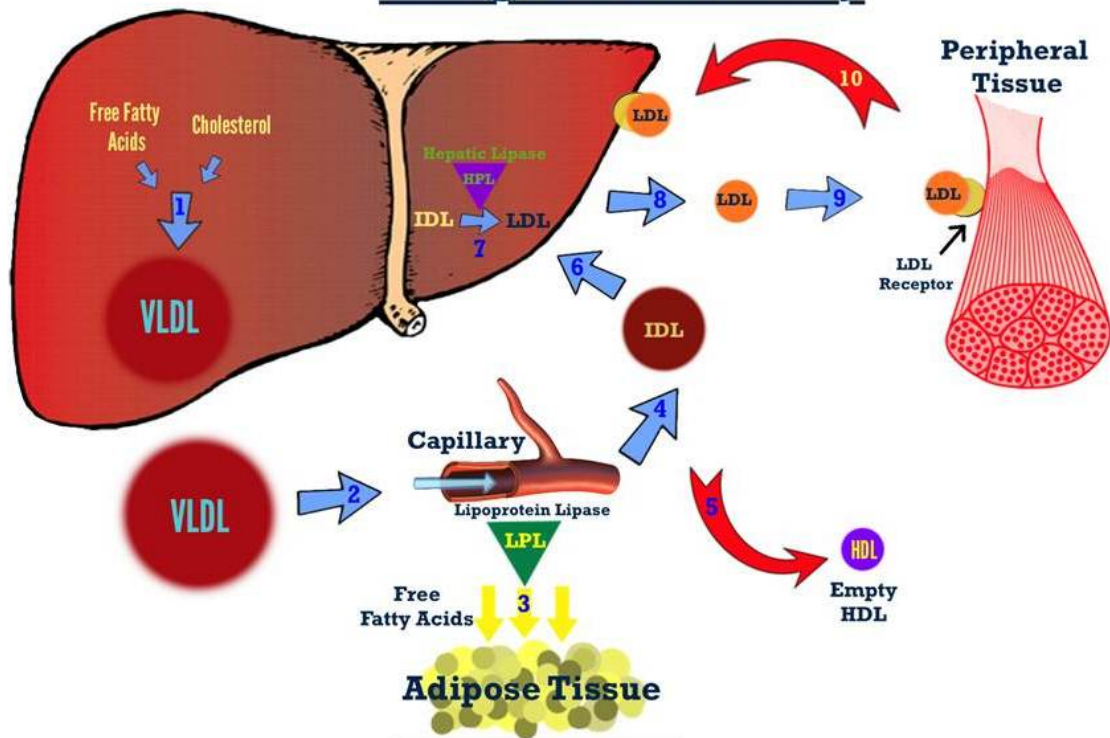 Peripheral
Tissue
10
Free Fatty
Acids
Cholesterol
LDL
Hepatic Lipase
HPL
1
IDL
LDL
7
8
LDL
9
LDL
LDL
Receptor
6
VLDL
IDL
4
Capillary
VLDL
2
Lipoprotein Lipase
LPL
5
HDL
Empty
HDL
Free
Fatty Acids
3
Adipose Tissue